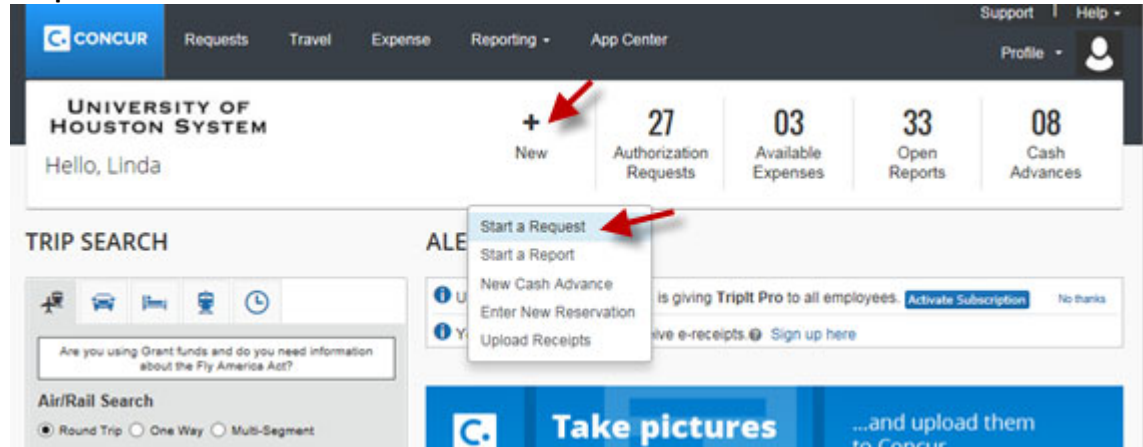 Support | Help
C. CONCUR Requests Travel Expense Reporting App Center
Profile
UNIVERSITY OF
HOUSTON SYSTEM
Hello, Linda
+
New
27
Authorization
Requests
03
Available
Expenses
33
Open
Reports
08
Cash
Advances
TRIP SEARCH
ALE
Start a Request
Start a Report
New Cash Advance
Enter New Reservation
Upload Receipts
U is giving TripIt Pro to all employees. Activate Subscription No thanks
Y ive e-receipts. Sign up here
Are you using Grant funds and do you need information
about the Fly America Act?
Air/Rail Search
Round Trip One Way Multi-Segment
C.
Take pictures
...and upload them
to Concur